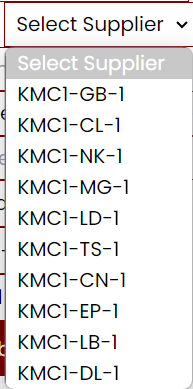 Select Supplier
Select Supplier
KMC1-GB-1
KMC1-CL-1
KMC1-NK-1
KMC1-MG-1
KMC1-LD-1
KMC1-TS-1
KMC1-CN-1
KMC1-EP-1
KMC1-LB-1
KMC1-DL-1